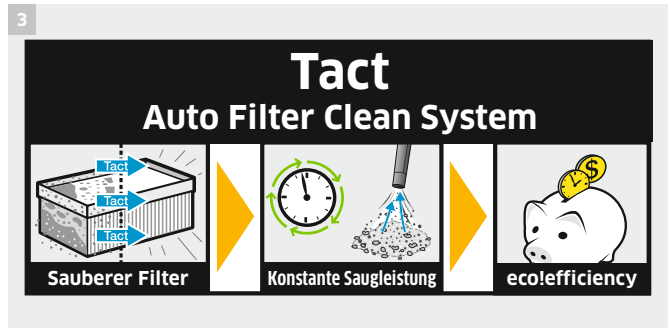 3
Tact
Auto Filter Clean System
Tact
Tact
Tact
$
Sauberer Filter
Konstante Saugleistung
eco!efficiency